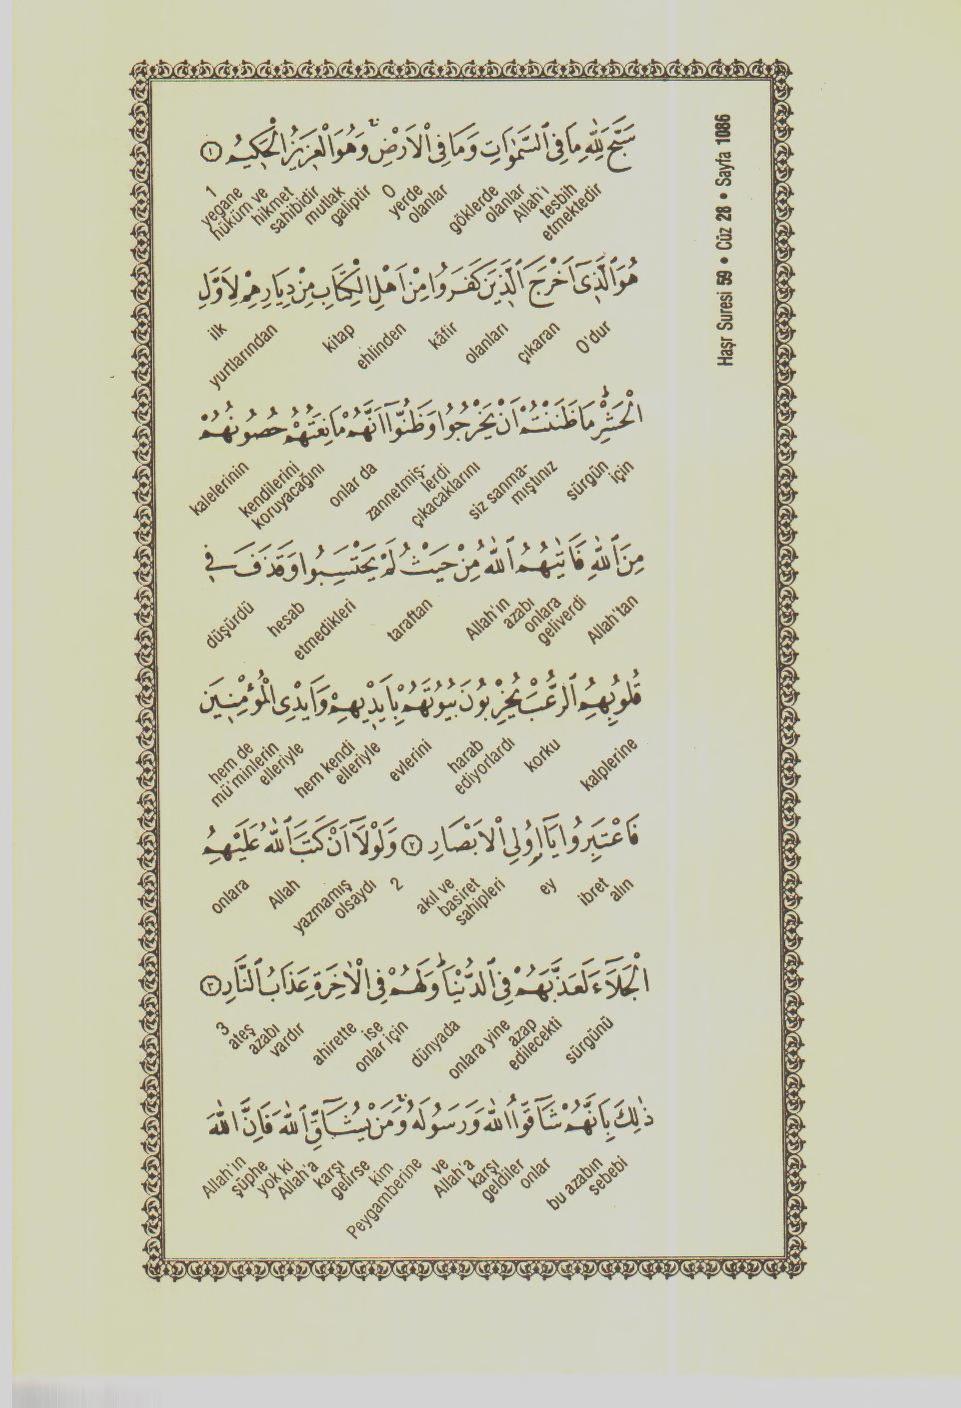 Haşr Suresi 59 • Cüz 28 • Sayfa 1086
سَبَّحَ لِلّٰهِ مَا فِي السَّمٰوَاتِ وَمَا فِي الْاَرْضِۚ وَهُوَ الْعَزِيزُ الْحَكِيمُ ﴿١﴾
etmektedir tesbih Allah'ı olanlar göklerde olanlar yerde O galiptir mutlak sahibidir hikmet hüküm ve yegane 1
هُوَ الَّذِٓي اَخْرَجَ الَّذِينَ كَفَرُوا مِنْ اَهْلِ الْكِتَابِ مِنْ دِيَارِهِمْ لِاَوَّلِ
O'dur çıkaran olanları kâfir ehlinden kitap yurtlarından ilk
الْحَشْرِۜ مَا ظَنَنْتُمْ اَنْ يَخْرُجُوا وَظَنُّٓوا اَنَّهُمْ مَانِعَتُهُمْ حُصُونُهُمْ
için sürgün siz sanma-mıştınız çıkacaklarını zannetmiş-lerdi onlar da kendilerini koruyacağını kalelerinin
مِنَ اللّٰهِ فَاَتٰيهُمُ اللّٰهُ مِنْ حَيْثُ لَمْ يَحْتَسِبُوا وَقَذَفَ فِي
Allah'tan Allah'ın azabı onlara geliverdi taraftan hesab etmedikleri düşürdü
قُلُوبِهِمُ الرُّعْبَ يُخْرِبُونَ بُيُوتَهُمْ بِاَيْدِيهِمْ وَاَيْدِي الْمُؤْمِنِينَ
kalplerine korku harab ediyorlardı evlerini hem kendi elleriyle hem de mü'minlerin elleriyle
فَاعْتَبِرُوا يَٓا اُو۬لِي الْاَبْصَارِ ﴿٢﴾ وَلَوْلَٓا اَنْ كَتَبَ اللّٰهُ عَلَيْهِمُ
ibret alın ey akıl ve basiret sahipleri 2 yazmamış olsaydı Allah onlara
الْجَلَٓاءَ لَعَذَّبَهُمْ فِي الدُّنْيَاۜ وَلَهُمْ فِي الْاٰخِرَةِ عَذَابُ النَّارِ ﴿٣﴾
sürgünü onlara yine azap edilecekti dünyada ise onlar için ahirette ateş azabı vardır 3
ذٰلِكَ بِاَنَّهُمْ شَٓاقُّوا اللّٰهَ وَرَسُولَهُۚ وَمَنْ يُشَٓاقِّ اللّٰهَ فَاِنَّ اللّٰهَ
bu azabın sebebi onlar karşı geldiler Allah'a ve Peygamberine kim karşı gelirse Allah'a şüphe yok ki Allah'ın